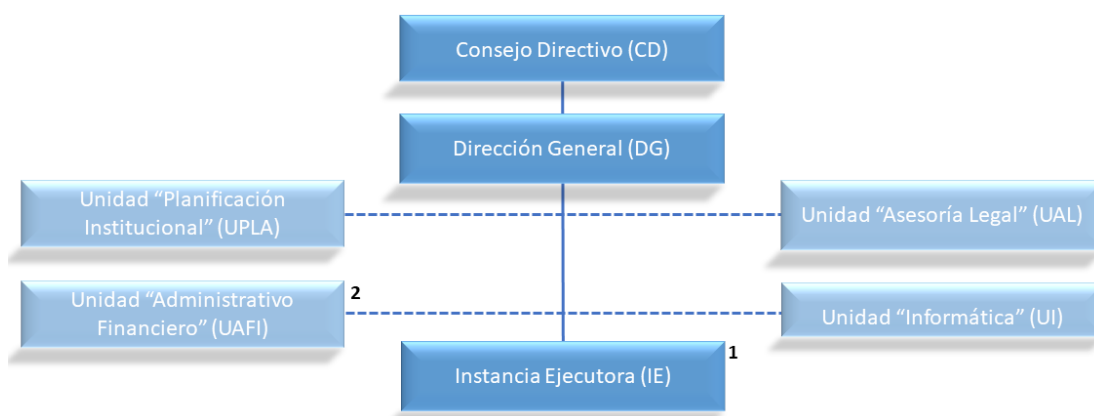 Consejo Directivo (CD)
Dirección General (DG)
Unidad “Planificación
Institucional” (UPLA)
Unidad “Asesoría Legal” (UAL)
Unidad “Administrativo
Financiero” (UAFI)
2
Unidad “Informática” (UI)
Instancia Ejecutora (IE)
1